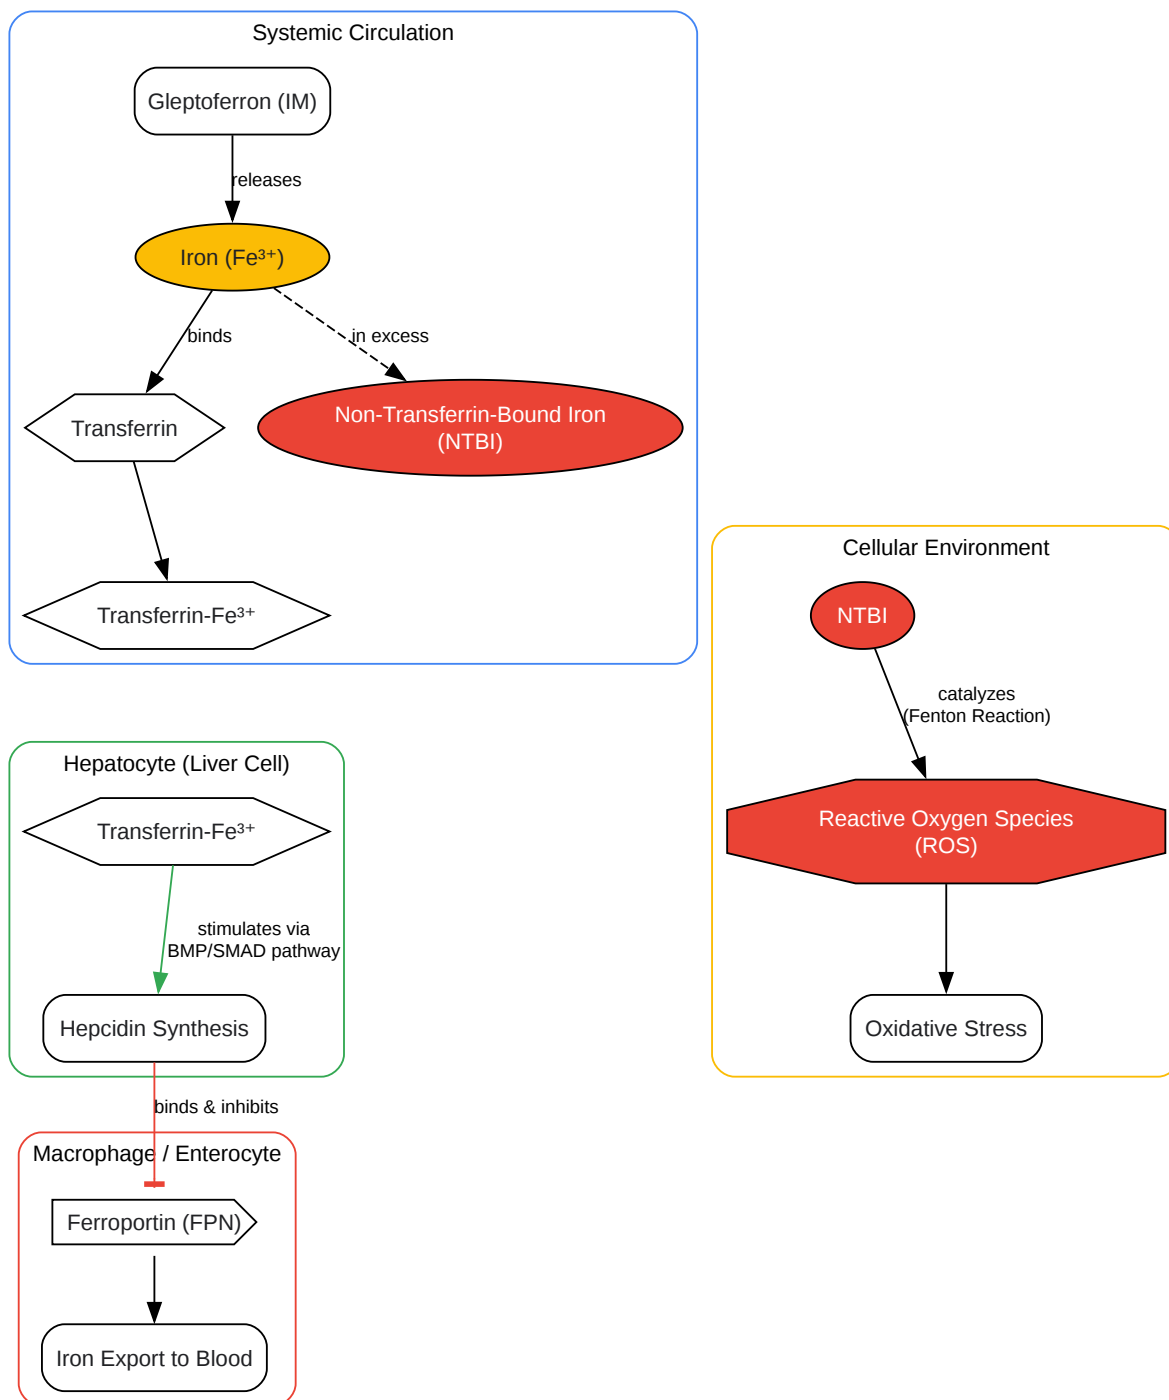 Systemic Circulation
Gleptoferron (IM)
releases
Iron (Fe³⁺)
binds
in excess
Transferrin
Non-Transferrin-Bound Iron
(NTBI)
Transferrin-Fe³⁺
Cellular Environment
NTBI
catalyzes
(Fenton Reaction)
Reactive Oxygen Species
(ROS)
Oxidative Stress
Hepatocyte (Liver Cell)
Transferrin-Fe³⁺
stimulates via
BMP/SMAD pathway
Hepcidin Synthesis
binds & inhibits
Macrophage / Enterocyte
Ferroportin (FPN)
Iron Export to Blood